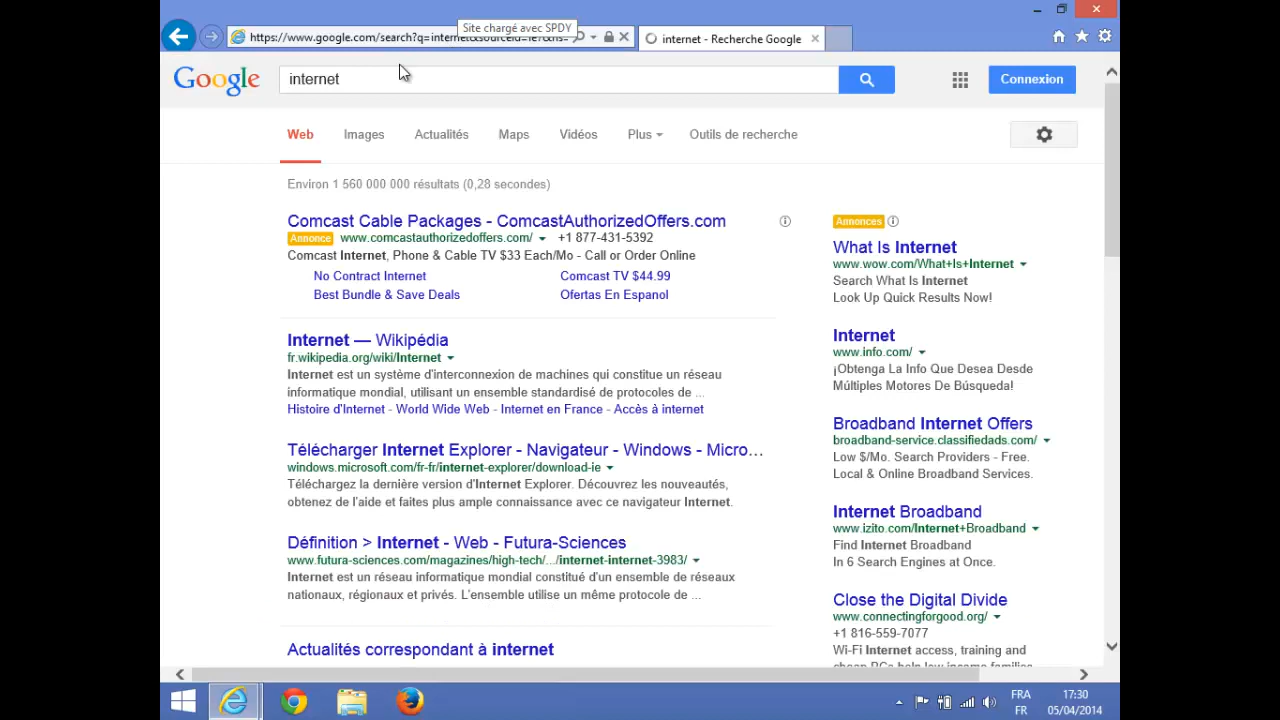 Site chargé avec SPDY
internet - Recherche Google
Google
internet
Connexion
Web Images Actualités Maps Vidéos Plus Outils de recherche
Environ 1 560 000 000 résultats (0,28 secondes)
Comcast Cable Packages - ComcastAuthorizedOffers.com
Annonce www.comcastauthorizedoffers.com/ +1 877-431-5392
Comcast Internet, Phone & Cable TV $33 Each/Mo - Call or Order Online
No Contract Internet Comcast TV $44.99
Best Bundle & Save Deals Ofertas En Espanol
Internet — Wikipédia
fr.wikipedia.org/wiki/Internet
Internet est un système d'interconnexion de machines qui constitue un réseau
informatique mondial, utilisant un ensemble standardisé de protocoles de ...
Histoire d'Internet - World Wide Web - Internet en France - Accès à internet
Télécharger Internet Explorer - Navigateur - Windows - Micro...
windows.microsoft.com/fr-fr/internet-explorer/download-ie
Téléchargez la dernière version d'Internet Explorer. Découvrez les nouveautés,
obtenez de l'aide et faites plus ample connaissance avec ce navigateur Internet.
Définition > Internet - Web - Futura-Sciences
www.futura-sciences.com/magazines/high-tech/.../internet-internet-3983/
Internet est un réseau informatique mondial constitué d'un ensemble de réseaux
nationaux, régionaux et privés. L'ensemble utilise un même protocole de ...
Actualités correspondant à internet
Annonces
What Is Internet
www.wow.com/What+Is+Internet
Search What Is Internet
Look Up Quick Results Now!
Internet
www.info.com/
¡Obtenga La Info Que Desea Desde
Múltiples Motores De Búsqueda!
Broadband Internet Offers
broadband-service.classifiedads.com/
Low $/Mo. Search Providers - Free.
Local & Online Broadband Services.
Internet Broadband
www.izito.com/Internet+Broadband
Find Internet Broadband
In 6 Search Engines at Once.
Close the Digital Divide
www.connectingforgood.org/
+1 816-559-7077
Wi-Fi Internet access, training and
cheap PCs help low income families
FRA 17:30
FR 05/04/2014